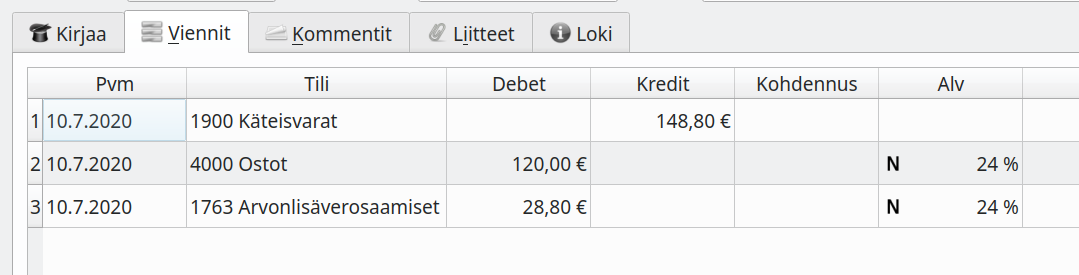 Kirjaa Viennit Kommentit Liitteet Loki
Pvm Tili Debet Kredit Kohdennus Alv
1 10.7.2020 1900 Käteisvarat 148,80 €
2 10.7.2020 4000 Ostot 120,00 € N 24 %
3 10.7.2020 1763 Arvonlisäverosaamiset 28,80 € N 24 %